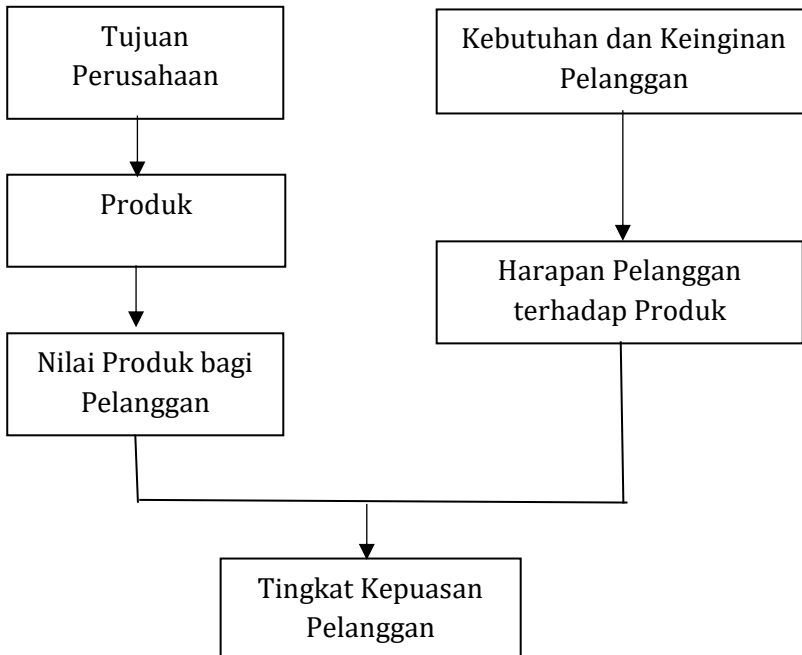 Tujuan
Perusahaan
Kebutuhan dan Keinginan
Pelanggan
Produk
Harapan Pelanggan
terhadap Produk
Nilai Produk bagi
Pelanggan
Tingkat Kepuasan
Pelanggan